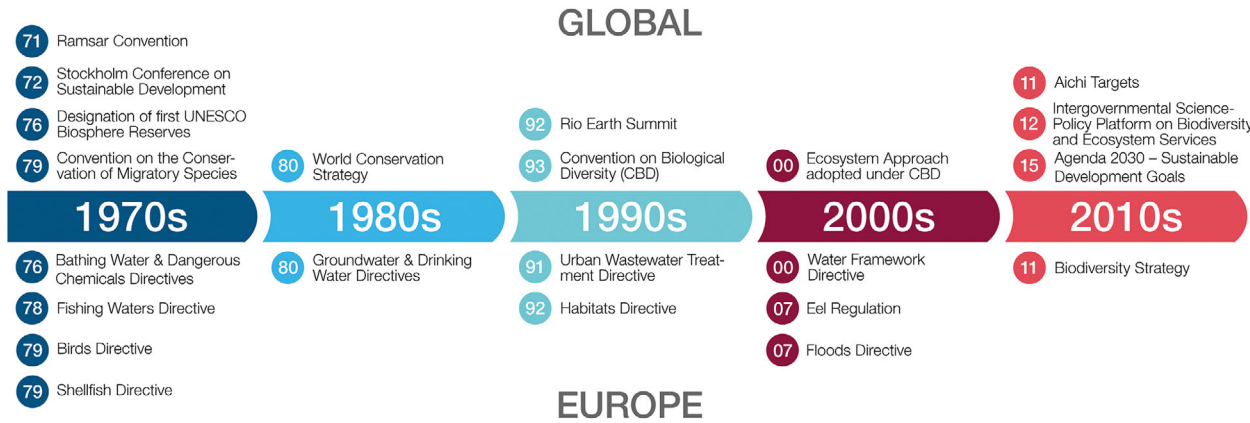 GLOBAL
71 Ramsar Convention
72 Stockholm Conference on
Sustainable Development
76 Designation of first UNESCO
Biosphere Reserves
79 Convention on the Conser-
vation of Migratory Species
80 World Conservation
Strategy
92 Rio Earth Summit
93 Convention on Biological
Diversity (CBD)
00 Ecosystem Approach
adopted under CBD
11 Aichi Targets
12 Intergovernmental Science-
Policy Platform on Biodiversity
and Ecosystem Services
15 Agenda 2030 – Sustainable
Development Goals
1970s
1980s
1990s
2000s
2010s
76 Bathing Water & Dangerous
Chemicals Directives
78 Fishing Waters Directive
79 Birds Directive
79 Shellfish Directive
80 Groundwater & Drinking
Water Directives
91 Urban Wastewater Treat-
ment Directive
92 Habitats Directive
00 Water Framework
Directive
07 Eel Regulation
07 Floods Directive
11 Biodiversity Strategy
EUROPE